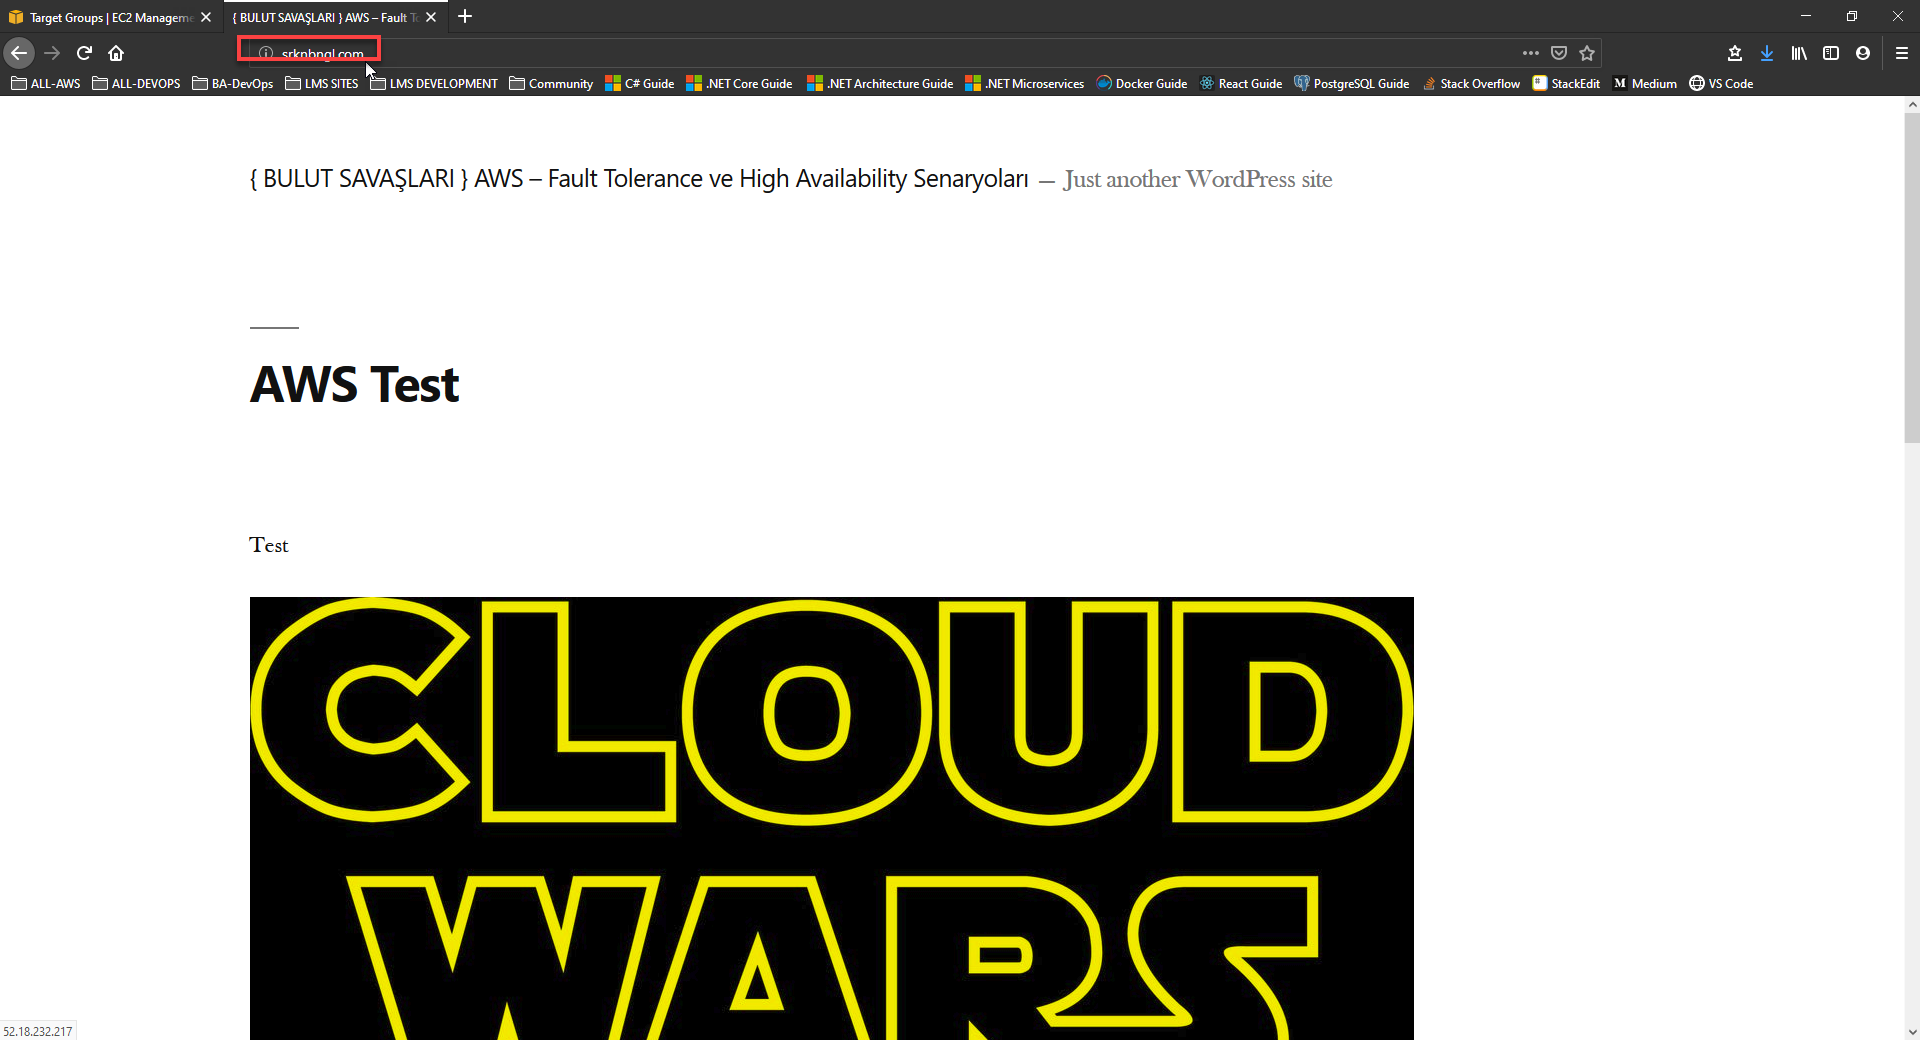 Target Groups | EC2 Manageme
{ BULUT SAVAŞLARI } AWS – Fault To
srknbngl.com
ALL-AWS
ALL-DEVOPS
BA-DevOps
LMS SITES
LMS DEVELOPMENT
Community
C# Guide
.NET Core Guide
.NET Architecture Guide
.NET Microservices
Docker Guide
React Guide
PostgreSQL Guide
Stack Overflow
StackEdit
M Medium
VS Code
{ BULUT SAVAŞLARI } AWS – Fault Tolerance ve High Availability Senaryoları — Just another WordPress site
AWS Test
Test
CLOUD
WARS
52.18.232.217